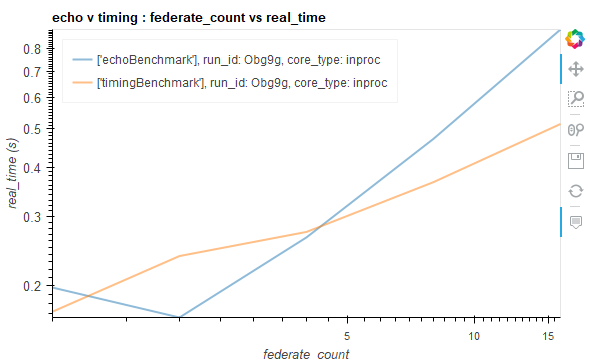 echo v timing : federate_count vs real_time
['echoBenchmark'], run_id: Obg9g, core_type: inproc
['timingBenchmark'], run_id: Obg9g, core_type: inproc
real_time (s)
0.8
0.7
0.6
0.5
0.4
0.3
0.2
5
10
15
federate_count